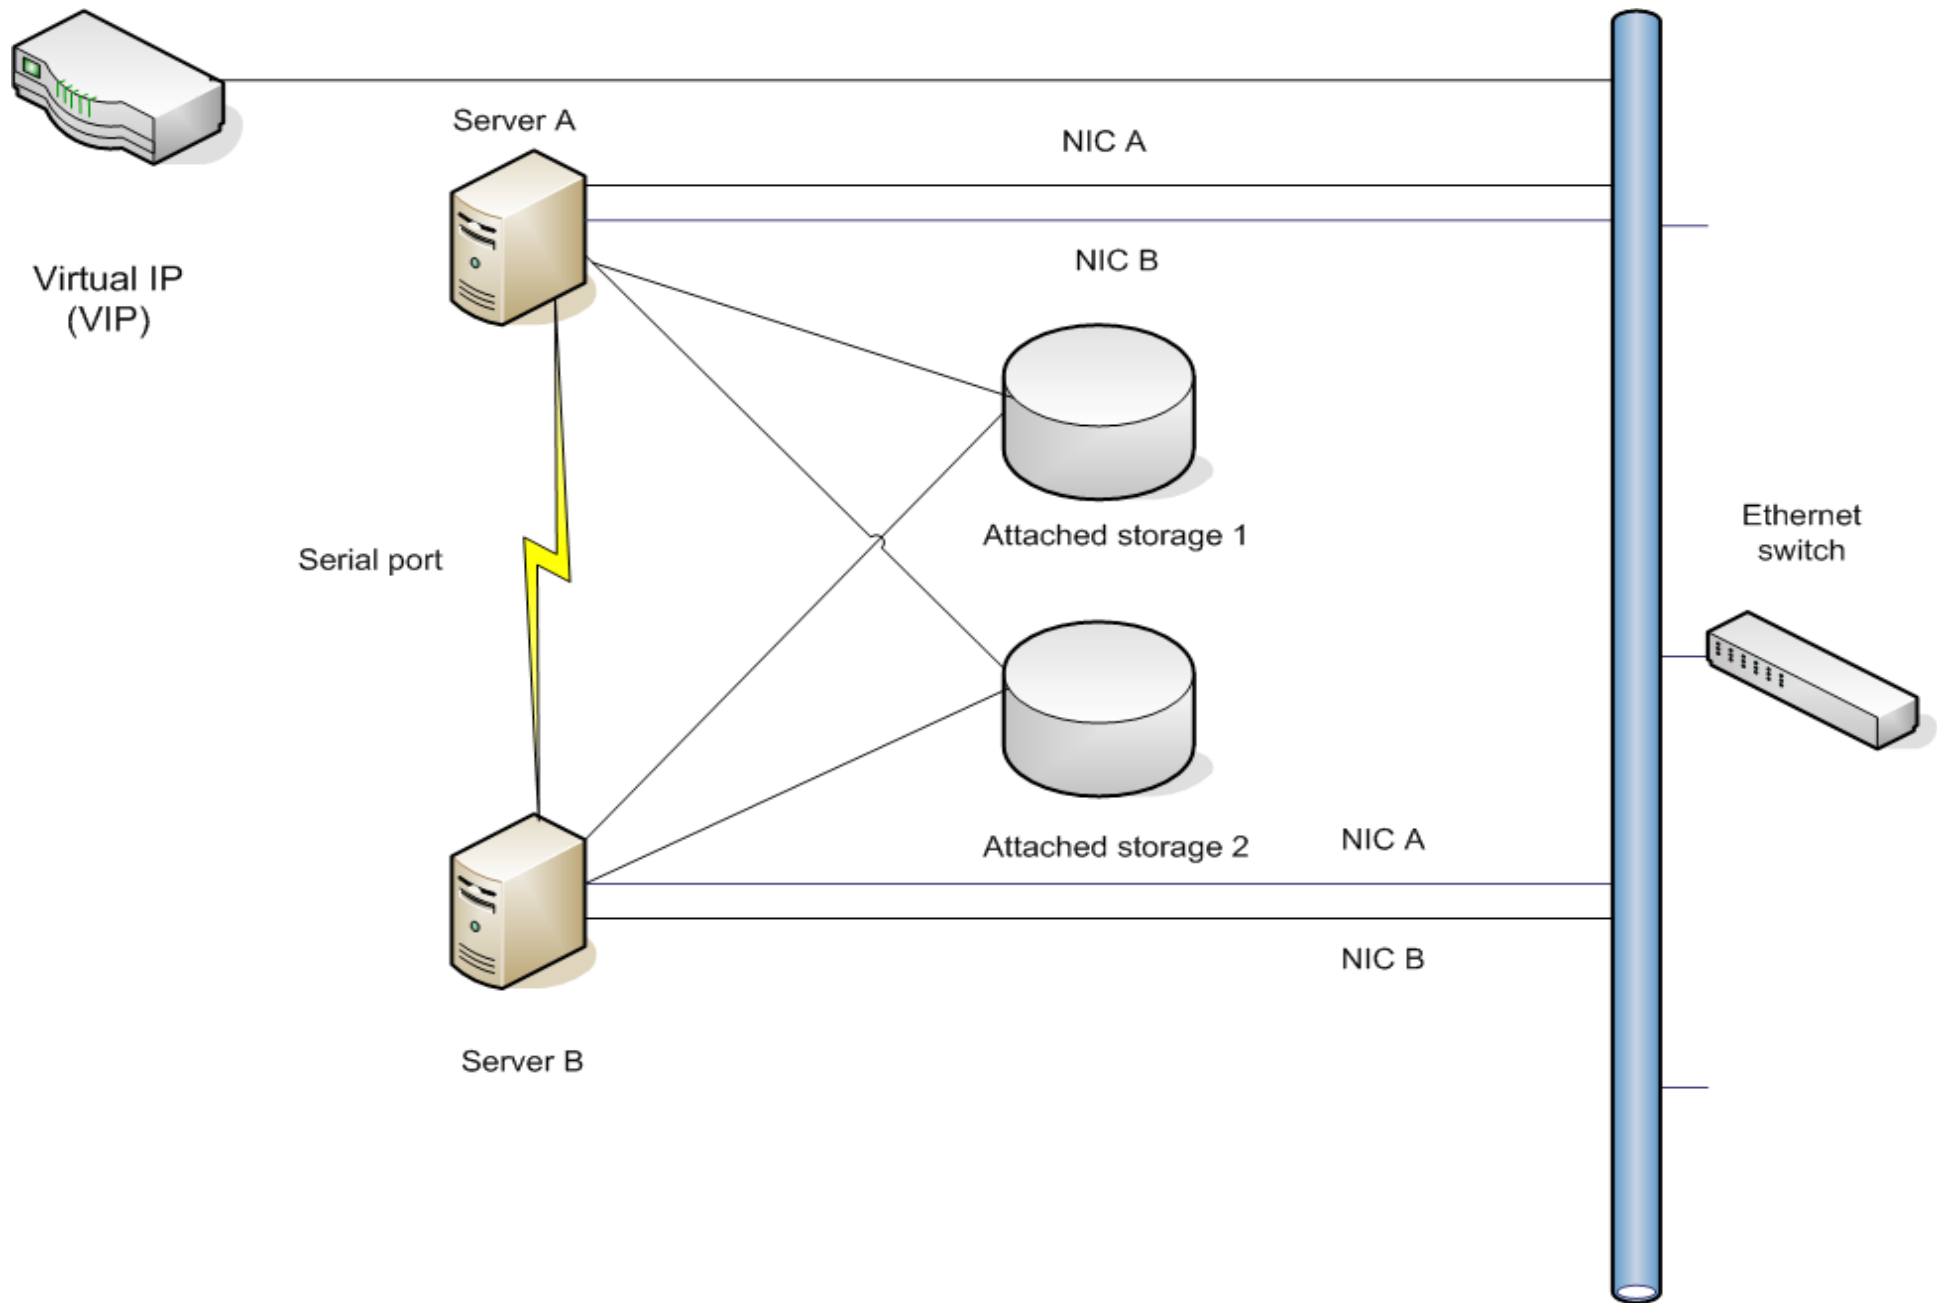 Server A
NIC A
Virtual IP
(VIP)
NIC B
Serial port
Attached storage 1
Ethernet
switch
Attached storage 2
NIC A
NIC B
Server B